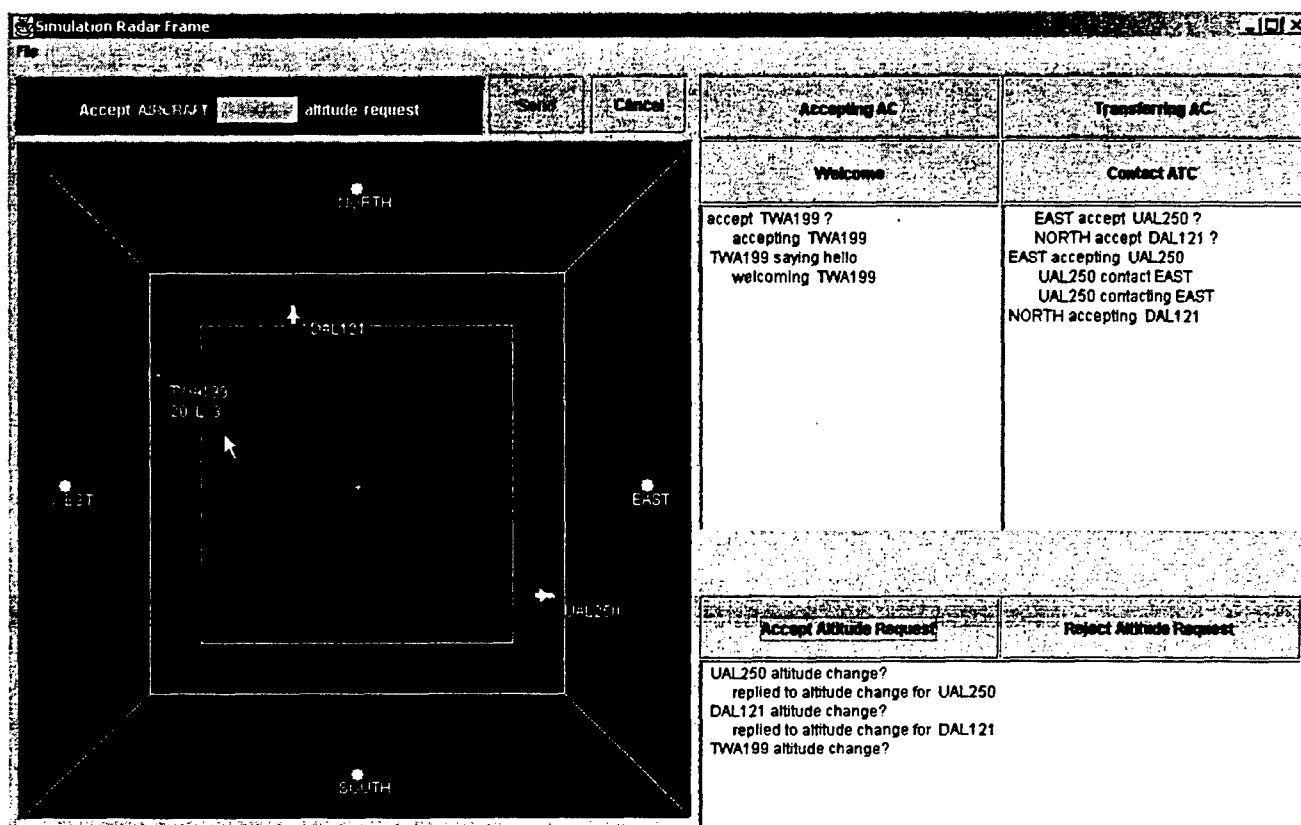 Simulation Radar Frame
File
Accept AIRCRAFT altitude request
Send
Cancel
Accepting AC
Transferring AC
Welcome
Contact ATC
NORTH
DAL121
TWA199
EAST
UAL250
SOUTH
accept TWA199 ?
accepting TWA199
TWA199 saying hello
welcoming TWA199
EAST accept UAL250 ?
NORTH accept DAL121 ?
EAST accepting UAL250
UAL250 contact EAST
UAL250 contacting EAST
NORTH accepting DAL121
Accept Altitude Request
Reject Altitude Request
UAL250 altitude change?
replied to altitude change for UAL250
DAL121 altitude change?
replied to altitude change for DAL121
TWA199 altitude change?